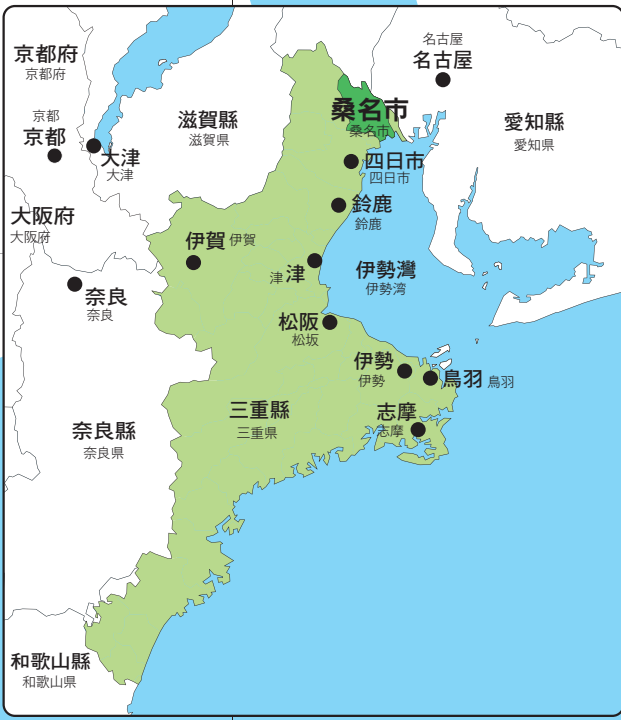 京都府
京都府
名古屋
名古屋
桑名市
桑名市
京都
京都
滋賀縣
滋賀県
愛知縣
愛知県
大津
大津
四日市
四日市
大阪府
大阪府
鈴鹿
鈴鹿
伊賀 伊賀
津 津
伊勢灣
伊勢湾
奈良
奈良
松阪
松坂
伊勢
伊勢
鳥羽 鳥羽
三重縣
三重県
志摩
志摩
奈良縣
奈良県
和歌山縣
和歌山県